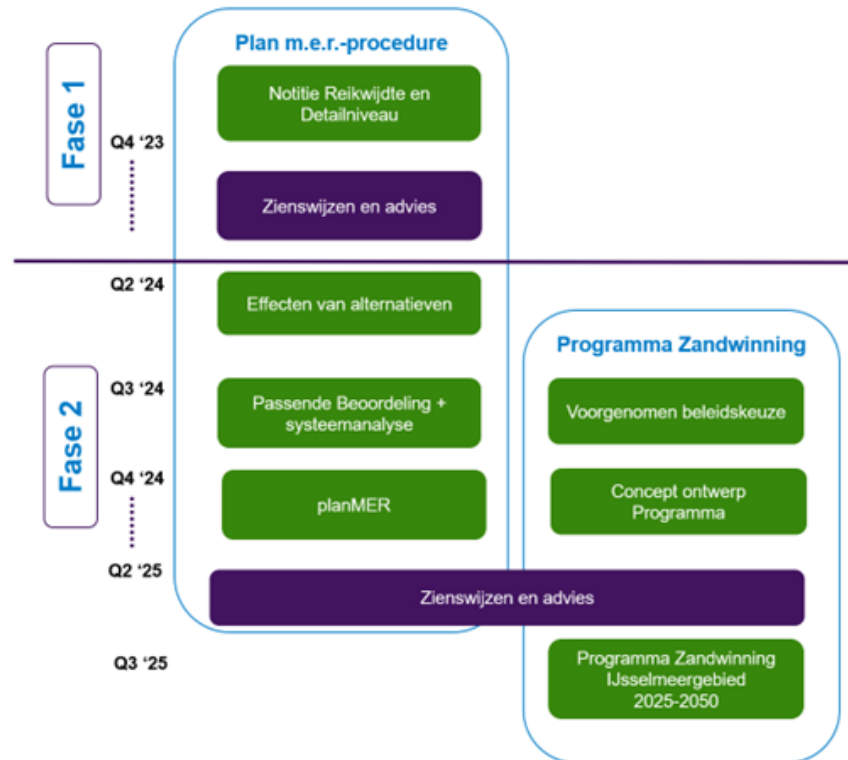 Plan m.e.r.-procedure
Fase 1
Notitie Reikwijdte en
Detailniveau
Q4 '23
Zienswijzen en advies
Q2 '24
Effecten van alternatieven
Programma Zandwinning
Fase 2
Q3 '24
Passende Beoordeling +
systeemanalyse
Voorgenomen beleidskeuze
Q4 '24
planMER
Concept ontwerp
Programma
Q2 '25
Zienswijzen en advies
Q3 '25
Programma Zandwinning
IJsselmeergebied
2025-2050